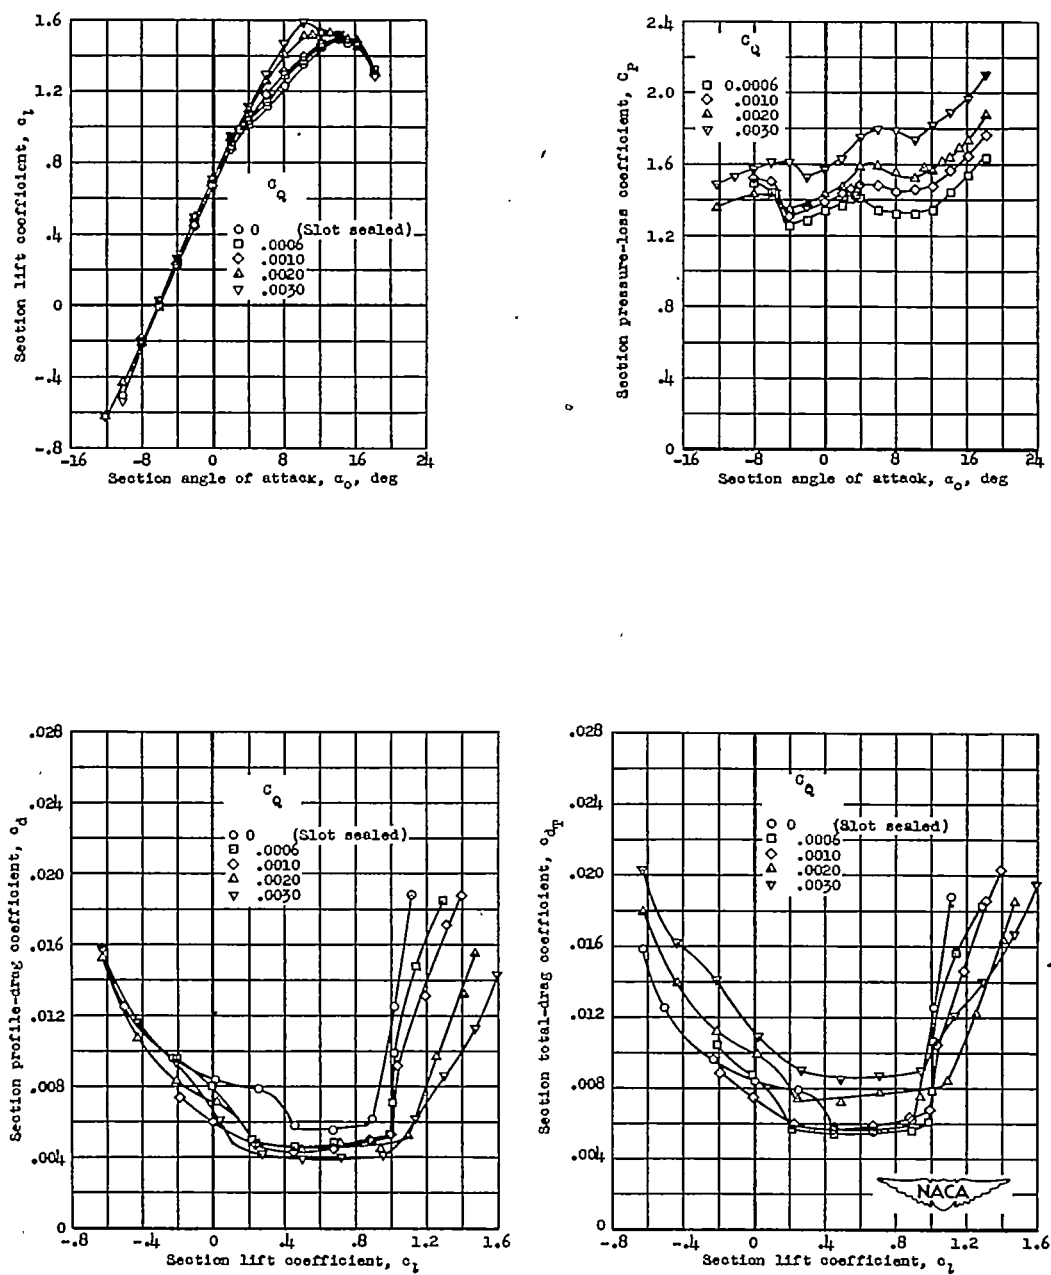 1.6
1.2
.8
.4
0
-.4
-.8
Section lift coefficient, c_l
C_Q
0 (Slot sealed)
.0006
.0010
.0020
.0030
-16 -8 0 8 16 24
Section angle of attack, α_o, deg
2.4
2.0
1.6
1.2
.8
.4
0
Section pressure-loss coefficient, C_P
C_Q
0.0006
.0010
.0020
.0030
-16 -8 0 8 16 24
Section angle of attack, α_o, deg
.028
.024
.020
.016
.012
.008
.004
0
Section profile-drag coefficient, c_d
C_Q
0 (Slot sealed)
.0006
.0010
.0020
.0030
-.8 -.4 0 .4 .8 1.2 1.6
Section lift coefficient, c_l
.028
.024
.020
.016
.012
.008
.004
0
Section total-drag coefficient, c_d_T
C_Q
0 (Slot sealed)
.0006
.0010
.0020
.0030
NACA
-.8 -.4 0 .4 .8 1.2 1.6
Section lift coefficient, c_l